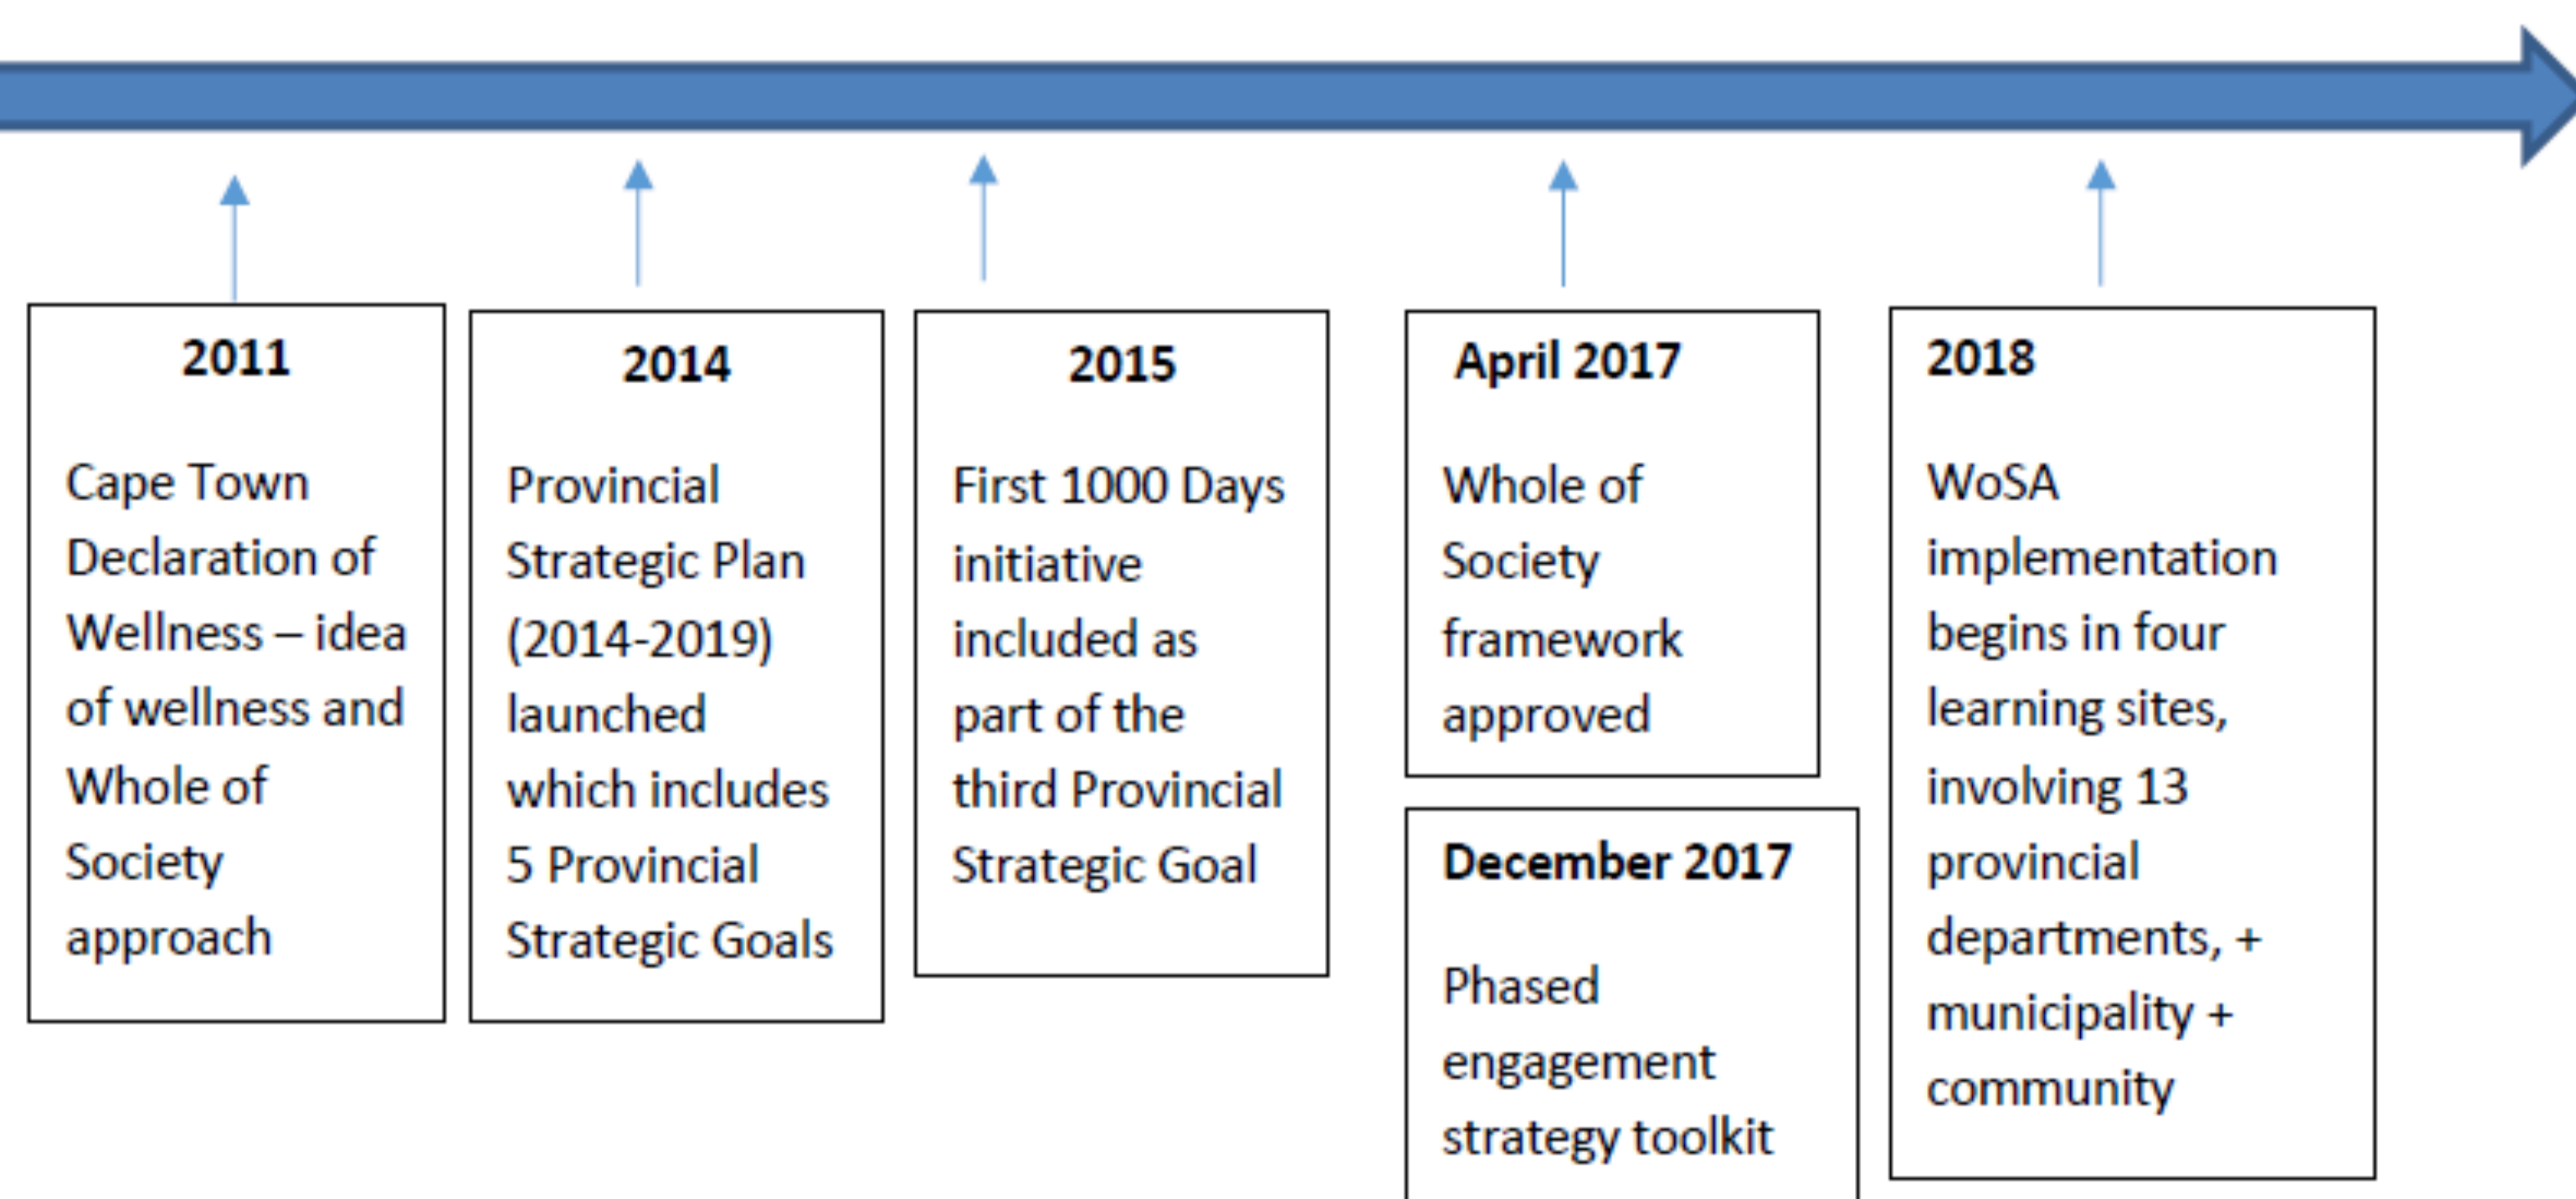 2011
Cape Town
Declaration of
Wellness – idea
of wellness and
Whole of
Society
approach
2014
Provincial
Strategic Plan
(2014-2019)
launched
which includes
5 Provincial
Strategic Goals
2015
First 1000 Days
initiative
included as
part of the
third Provincial
Strategic Goal
April 2017
Whole of
Society
framework
approved
December 2017
Phased
engagement
strategy toolkit
2018
WoSA
implementation
begins in four
learning sites,
involving 13
provincial
departments, +
municipality +
community